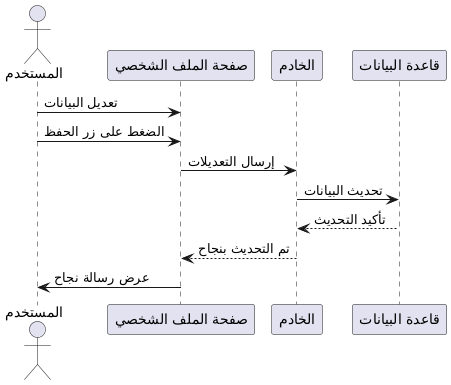 المستخدم
صفحة الملف الشخصي
الخادم
قاعدة البيانات
تعديل البيانات
الضغط على زر الحفظ
إرسال التعديلات
تحديث البيانات
تأكيد التحديث
تم التحديث بنجاح
عرض رسالة نجاح
المستخدم
صفحة الملف الشخصي
الخادم
قاعدة البيانات